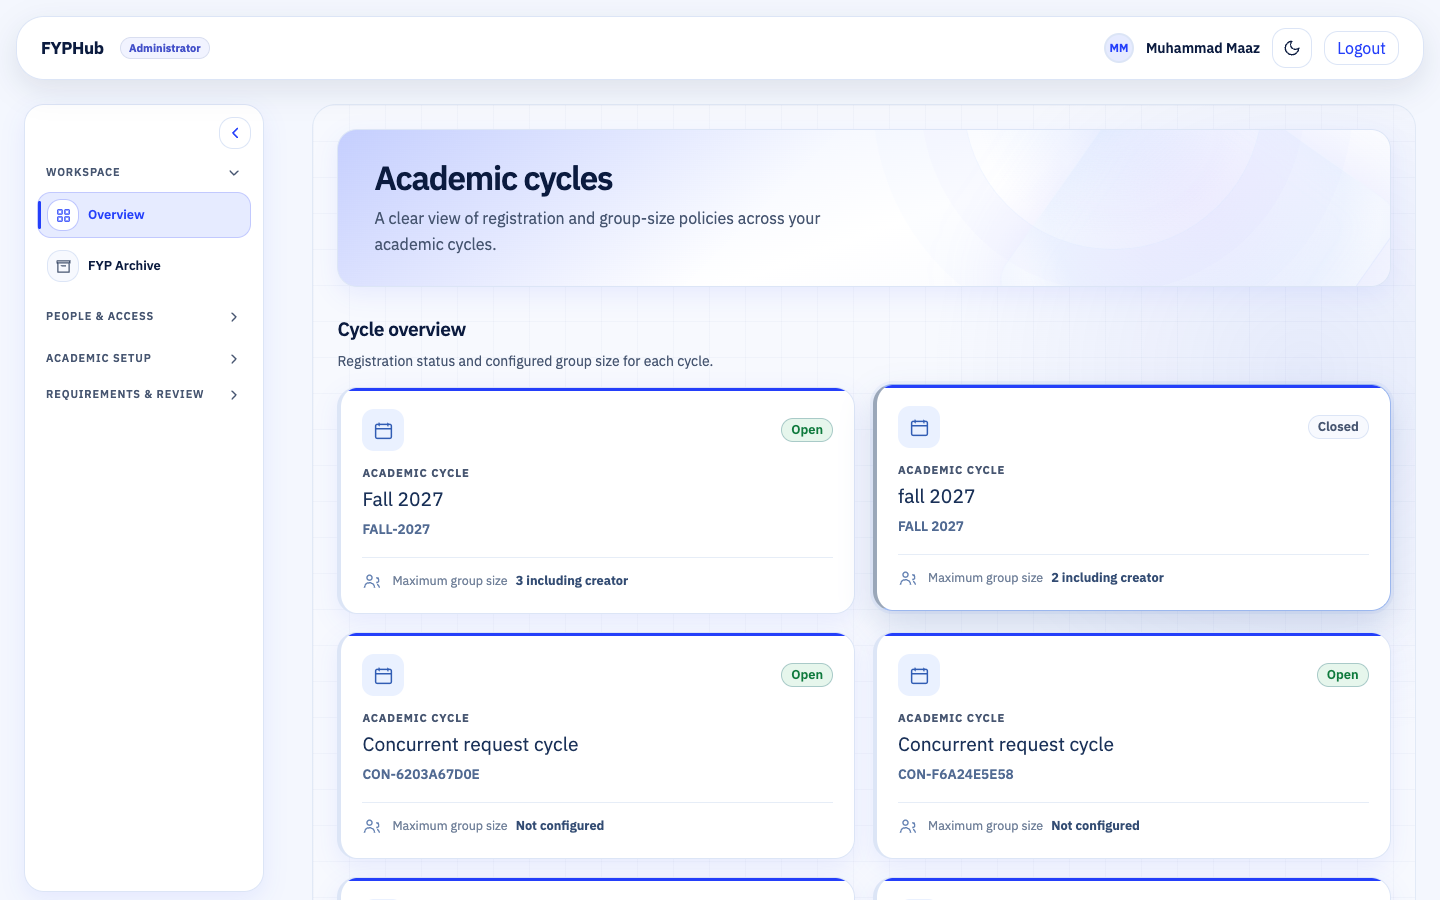 FYPHub
Administrator
MM
Muhammad Maaz
Logout
WORKSPACE
Overview
FYP Archive
PEOPLE & ACCESS
ACADEMIC SETUP
REQUIREMENTS & REVIEW
Academic cycles
A clear view of registration and group-size policies across your
academic cycles.
Cycle overview
Registration status and configured group size for each cycle.
Open
ACADEMIC CYCLE
Fall 2027
FALL-2027
Maximum group size 3 including creator
Closed
ACADEMIC CYCLE
fall 2027
FALL 2027
Maximum group size 2 including creator
Open
ACADEMIC CYCLE
Concurrent request cycle
CON-6203A67D0E
Maximum group size Not configured
Open
ACADEMIC CYCLE
Concurrent request cycle
CON-F6A24E5E58
Maximum group size Not configured